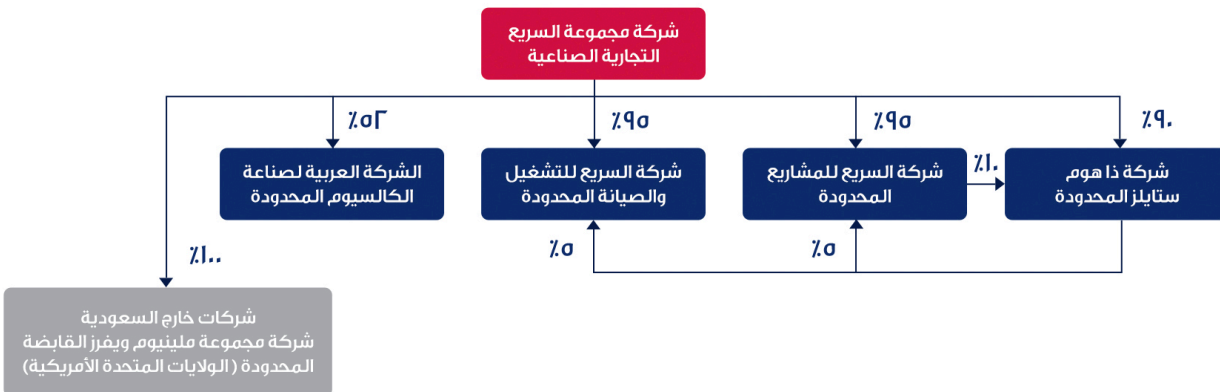 شركة مجموعة السريع
التجارية الصناعية
٩٠٪
٩٥٪
٩٥٪
٥٢٪
شركة ذا هوم
ستايلز المحدودة
١٠٪
شركة السريع للمشاريع
المحدودة
شركة السريع للتشغيل
والصيانة المحدودة
الشركة العربية لصناعة
الكالسيوم المحدودة
٥٪
٥٪
١٠٠٪
شركات خارج السعودية
شركة مجموعة ملينيوم ويفرز القابضة
المحدودة (الولايات المتحدة الأمريكية)